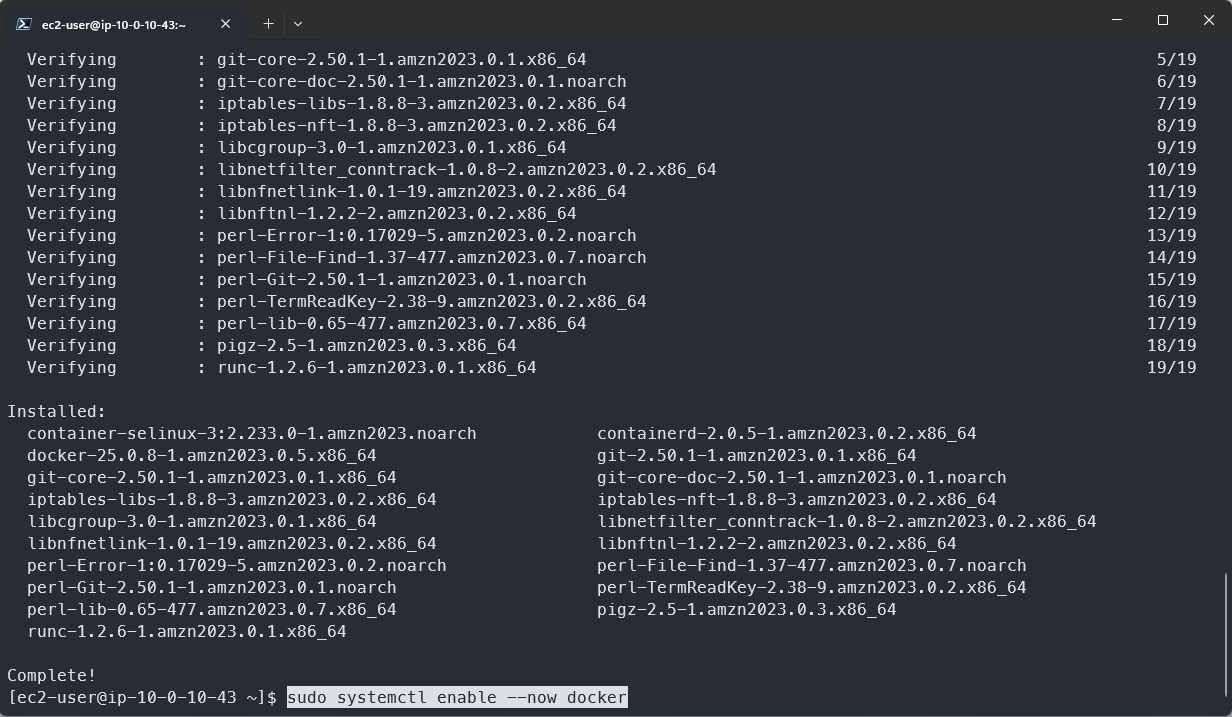 ec2-user@ip-10-0-10-43:~
Verifying : git-core-2.50.1-1.amzn2023.0.1.x86_64 5/19
Verifying : git-core-doc-2.50.1-1.amzn2023.0.1.noarch 6/19
Verifying : iptables-libs-1.8.8-3.amzn2023.0.2.x86_64 7/19
Verifying : iptables-nft-1.8.8-3.amzn2023.0.2.x86_64 8/19
Verifying : libcgroup-3.0-1.amzn2023.0.1.x86_64 9/19
Verifying : libnetfilter_conntrack-1.0.8-2.amzn2023.0.2.x86_64 10/19
Verifying : libnfnetlink-1.0.1-19.amzn2023.0.2.x86_64 11/19
Verifying : libnftnl-1.2.2-2.amzn2023.0.2.x86_64 12/19
Verifying : perl-Error-1:0.17029-5.amzn2023.0.2.noarch 13/19
Verifying : perl-File-Find-1.37-477.amzn2023.0.7.noarch 14/19
Verifying : perl-Git-2.50.1-1.amzn2023.0.1.noarch 15/19
Verifying : perl-TermReadKey-2.38-9.amzn2023.0.2.x86_64 16/19
Verifying : perl-lib-0.65-477.amzn2023.0.7.x86_64 17/19
Verifying : pigz-2.5-1.amzn2023.0.3.x86_64 18/19
Verifying : runc-1.2.6-1.amzn2023.0.1.x86_64 19/19
Installed:
container-selinux-3:2.233.0-1.amzn2023.noarch containerd-2.0.5-1.amzn2023.0.2.x86_64
docker-25.0.8-1.amzn2023.0.5.x86_64 git-2.50.1-1.amzn2023.0.1.x86_64
git-core-2.50.1-1.amzn2023.0.1.x86_64 git-core-doc-2.50.1-1.amzn2023.0.1.noarch
iptables-libs-1.8.8-3.amzn2023.0.2.x86_64 iptables-nft-1.8.8-3.amzn2023.0.2.x86_64
libcgroup-3.0-1.amzn2023.0.1.x86_64 libnetfilter_conntrack-1.0.8-2.amzn2023.0.2.x86_64
libnfnetlink-1.0.1-19.amzn2023.0.2.x86_64 libnftnl-1.2.2-2.amzn2023.0.2.x86_64
perl-Error-1:0.17029-5.amzn2023.0.2.noarch perl-File-Find-1.37-477.amzn2023.0.7.noarch
perl-Git-2.50.1-1.amzn2023.0.1.noarch perl-TermReadKey-2.38-9.amzn2023.0.2.x86_64
perl-lib-0.65-477.amzn2023.0.7.x86_64 pigz-2.5-1.amzn2023.0.3.x86_64
runc-1.2.6-1.amzn2023.0.1.x86_64
Complete!
[ec2-user@ip-10-0-10-43 ~]$ sudo systemctl enable --now docker